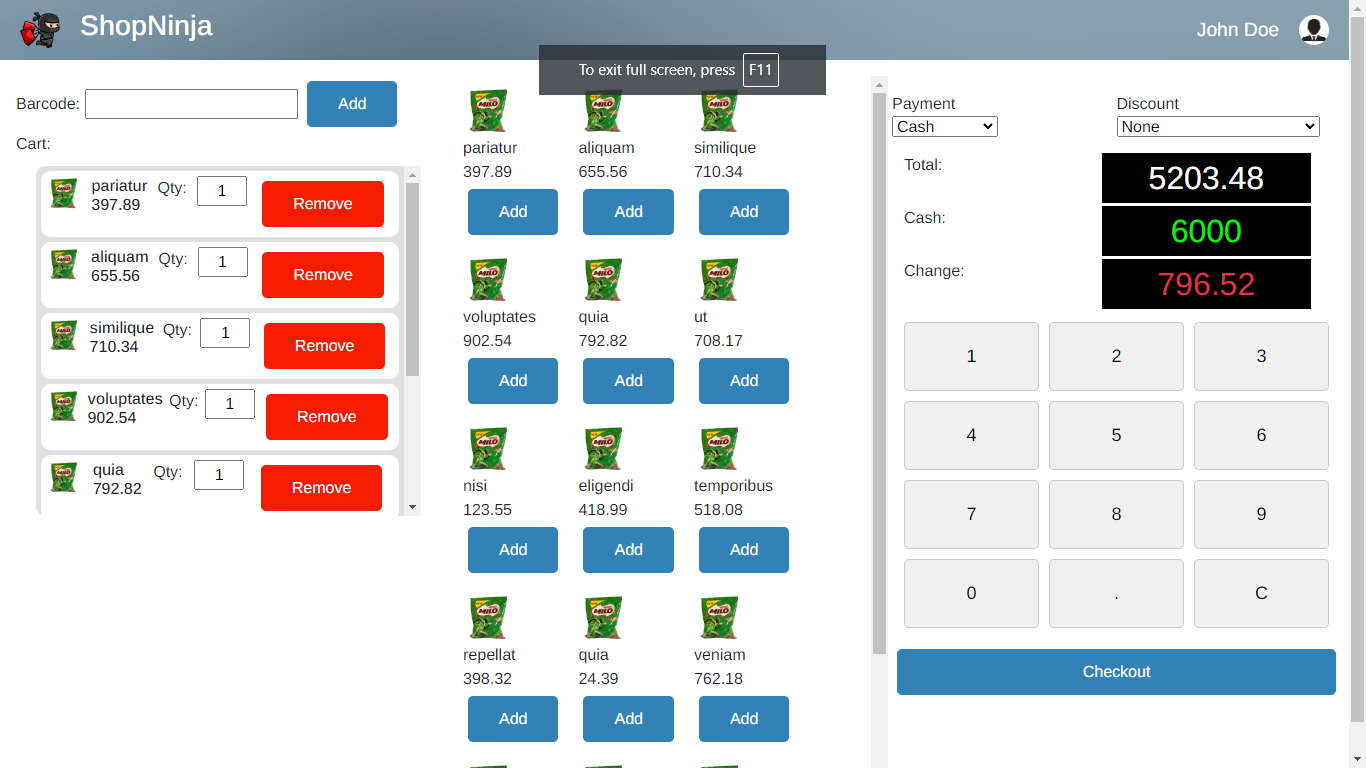 ShopNinja
John Doe
To exit full screen, press F11
Barcode:
Add
Cart:
pariatur Qty: 1 Remove
397.89
aliquam Qty: 1 Remove
655.56
similique Qty: 1 Remove
710.34
voluptates Qty: 1 Remove
902.54
quia Qty: 1 Remove
792.82
MILO MILO MILO
pariatur aliquam similique
397.89 655.56 710.34
Add Add Add
MILO MILO MILO
voluptates quia ut
902.54 792.82 708.17
Add Add Add
MILO MILO MILO
nisi eligendi temporibus
123.55 418.99 518.08
Add Add Add
MILO MILO MILO
repellat quia veniam
398.32 24.39 762.18
Add Add Add
Payment Discount
Cash None
Total: 5203.48
Cash: 6000
Change: 796.52
1 2 3
4 5 6
7 8 9
0 . C
Checkout